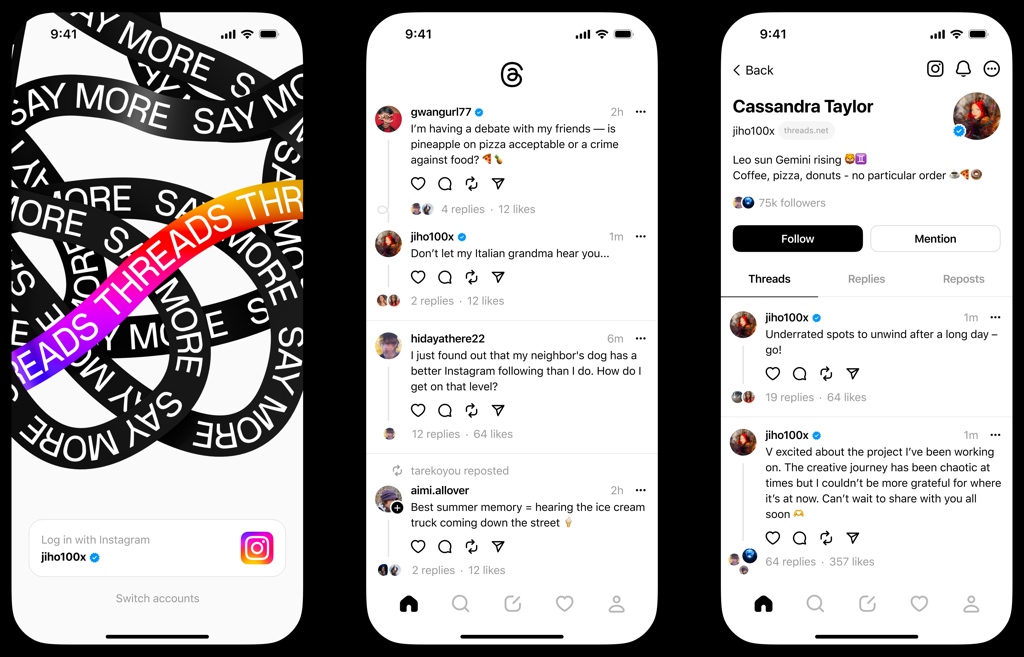 9:41
SAY MORE
SAY MORE
SAY MORE
SAY MORE
SAY MORE
THREADS THREADS
SAY MORE
SAY MORE
SAY MORE
SAY MORE
Log in with Instagram
jiho100x
Switch accounts
9:41
gwangurl77 2h
I'm having a debate with my friends — is
pineapple on pizza acceptable or a crime
against food? 🍕🍍
4 replies · 12 likes
jiho100x 1m
Don't let my Italian grandma hear you...
2 replies · 12 likes
hidayathere22 6m
I just found out that my neighbor's dog has a
better Instagram following than I do. How do I
get on that level?
12 replies · 64 likes
tarekoyou reposted
aimi.allover 2h
Best summer memory = hearing the ice cream
truck coming down the street 🍦
2 replies · 12 likes
9:41
Back
Cassandra Taylor
jiho100x threads.net
Leo sun Gemini rising 🦁♊
Coffee, pizza, donuts - no particular order ☕🍕🍩
75k followers
Follow Mention
Threads Replies Reposts
jiho100x 1m
Underrated spots to unwind after a long day –
go!
19 replies · 64 likes
jiho100x 1m
V excited about the project I've been working
on. The creative journey has been chaotic at
times but I couldn't be more grateful for where
it's at now. Can't wait to share with you all
soon 🫶
64 replies · 357 likes